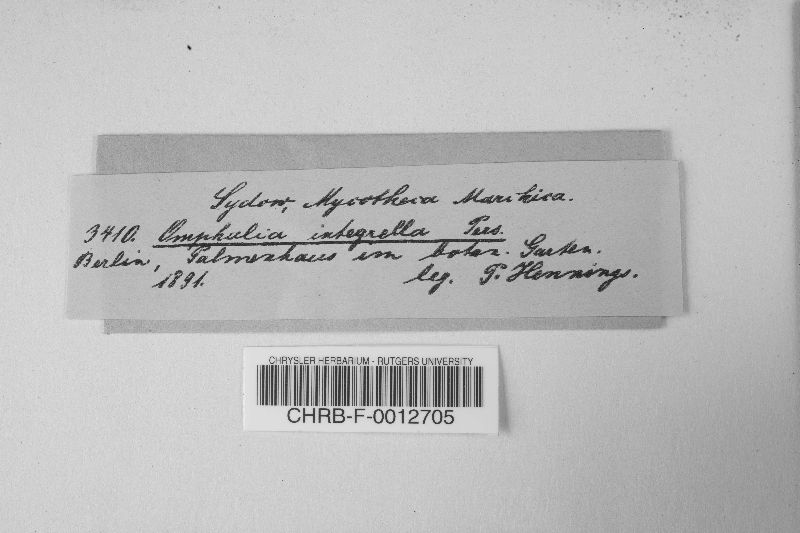 Sydow, Mycotheca Marchica.
3410. Omphalia integrella Pers.
Berlin, Palmenhaus im botan. Garten.
1891. leg. P. Hennings.
CHRYSLER HERBARIUM - RUTGERS UNIVERSITY
CHRB-F-0012705